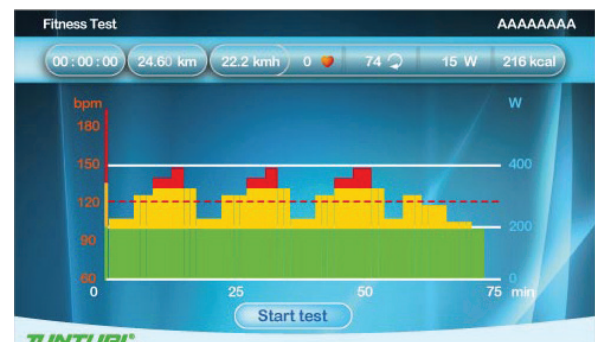 Fitness Test AAAAAAAA
00:00:00 24.60 km 22.2 kmh 0 74 15 W 216 kcal
bpm W
180
150 400
120
90 200
60 0
0 25 50 75 min
Start test
TUNTURI®